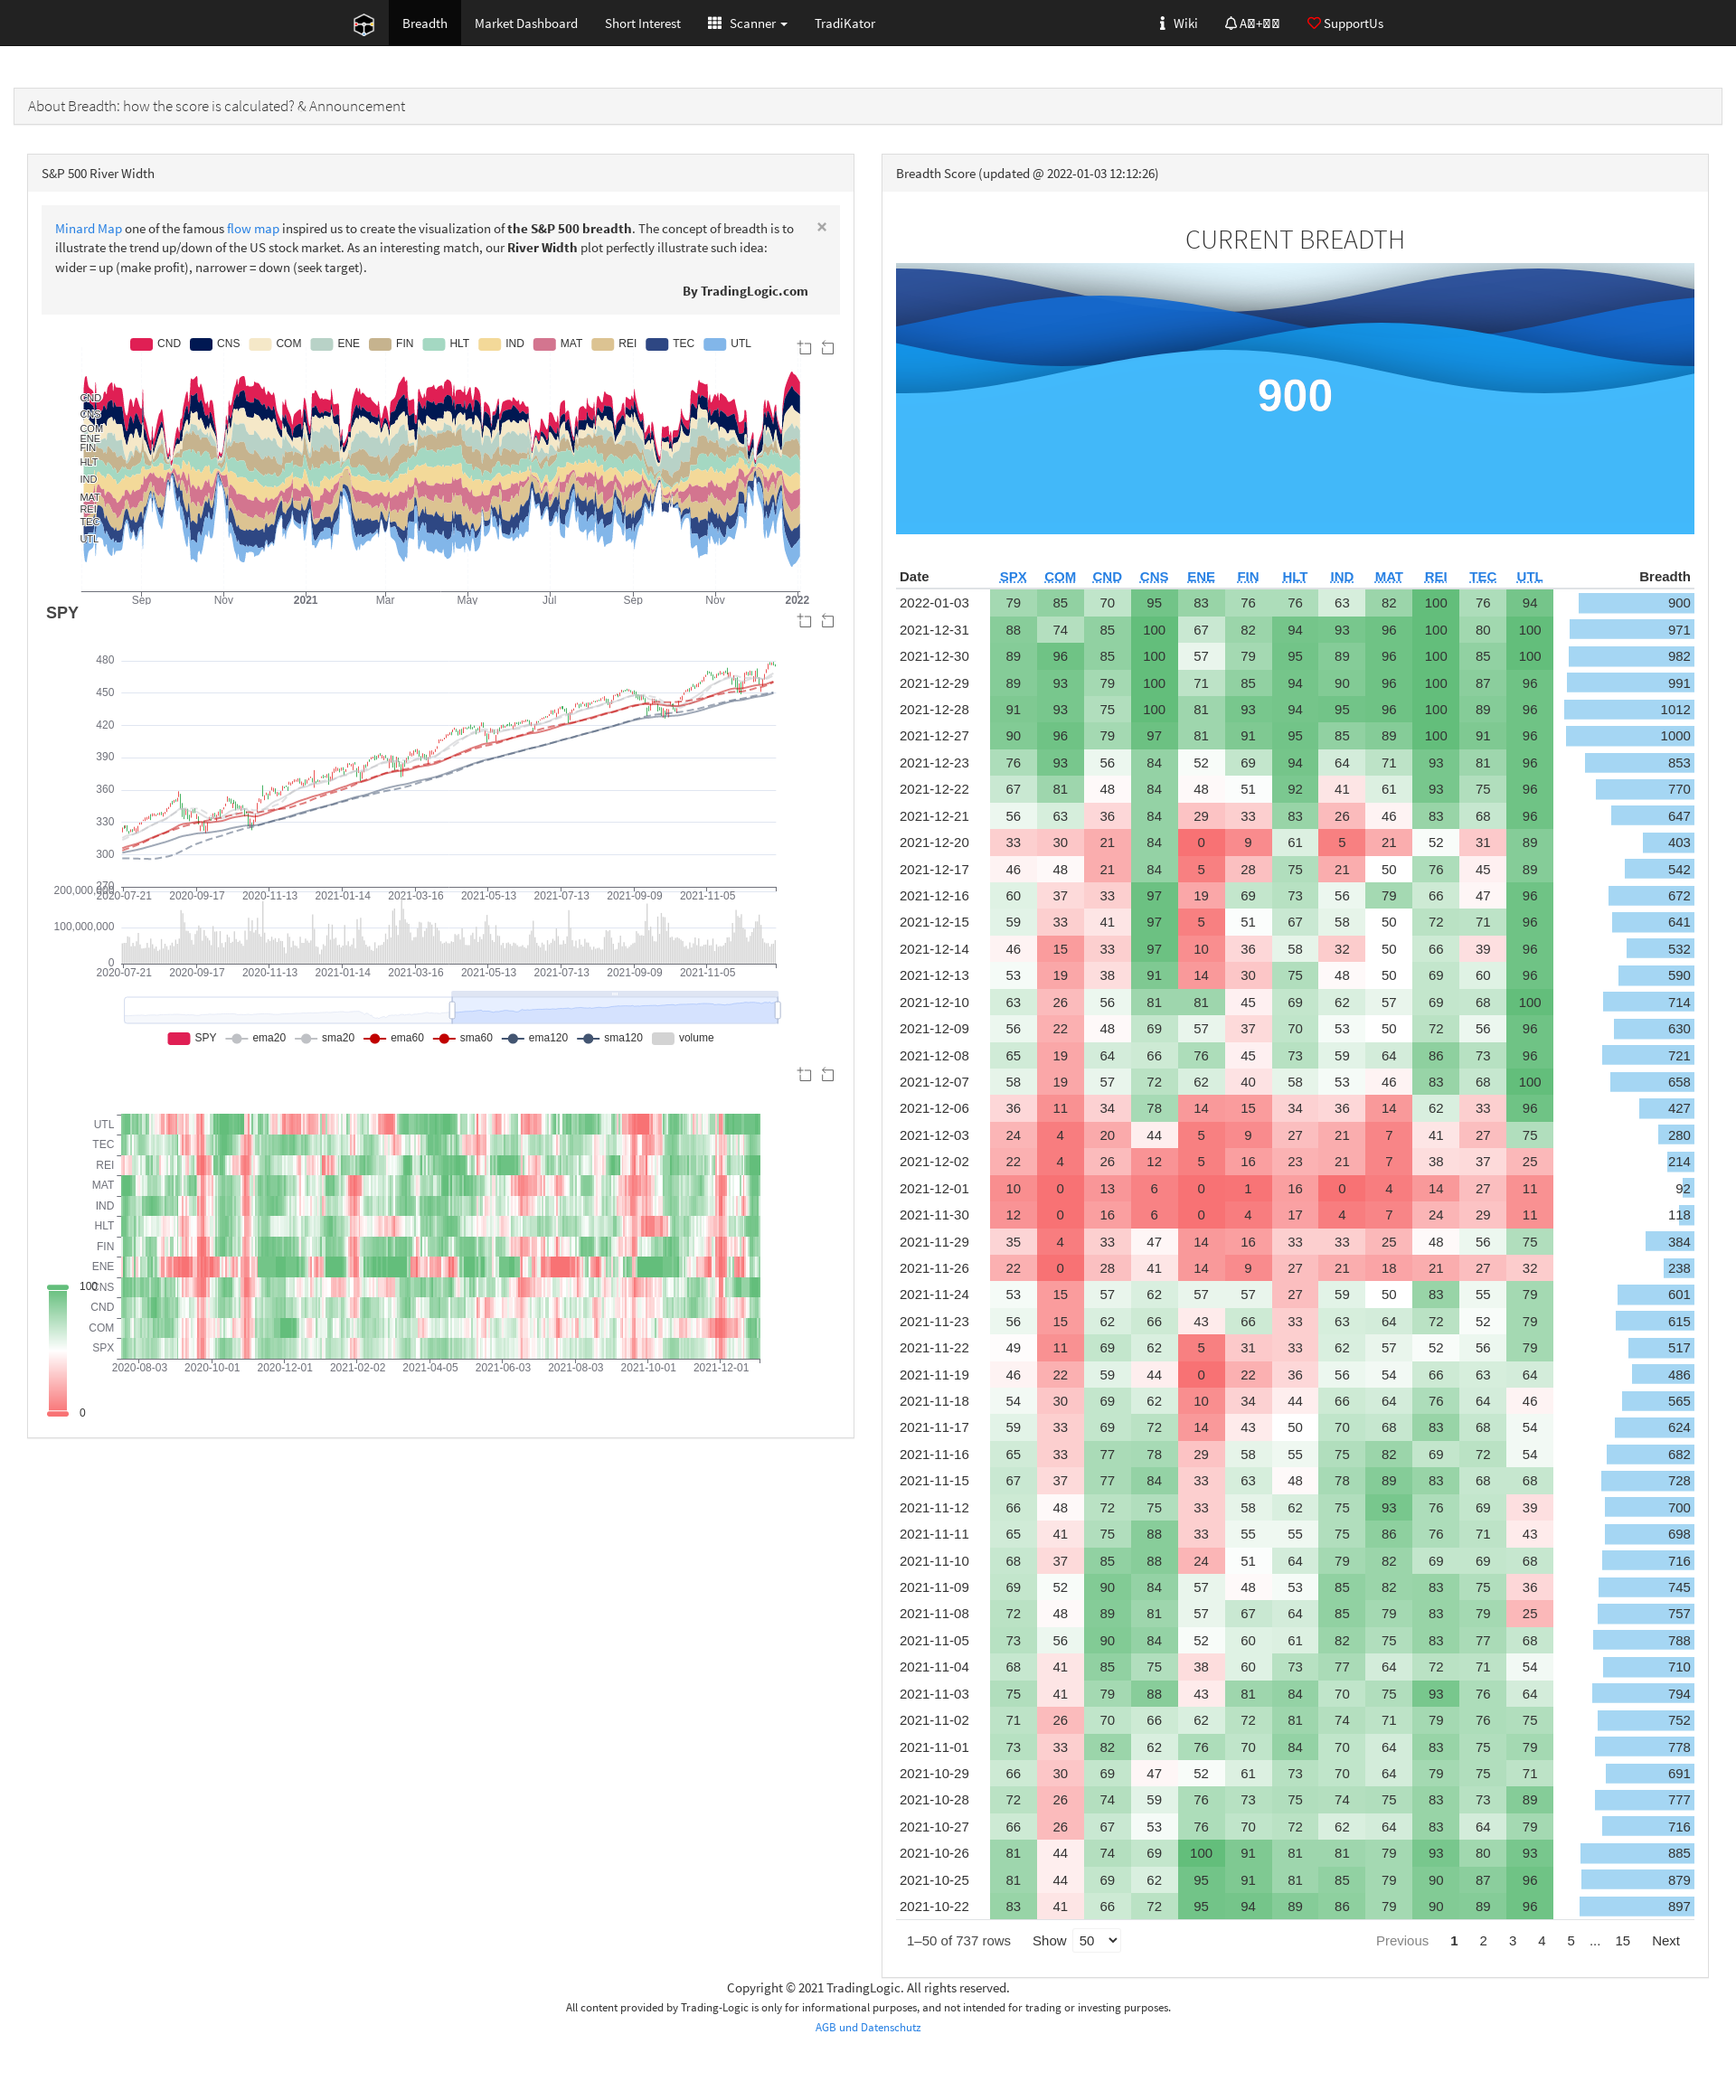 Breadth Market Dashboard Short Interest Scanner TradiKator Wiki SupportUs
About Breadth: how the score is calculated? & Announcement
S&P 500 River Width
Minard Map one of the famous flow map inspired us to create the visualization of the S&P 500 breadth. The concept of breadth is to
illustrate the trend up/down of the US stock market. As an interesting match, our River Width plot perfectly illustrate such idea:
wider = up (make profit), narrower = down (seek target).
×
By TradingLogic.com
CND CNS COM ENE FIN HLT IND MAT REI TEC UTL
CND
CNS
COM
ENE
FIN
HLT
IND
MAT
REI
TEC
UTL
Sep Nov 2021 Mar May Jul Sep Nov 2022
SPY
480
450
420
390
360
330
300
270
2020-07-21 2020-09-17 2020-11-13 2021-01-14 2021-03-16 2021-05-13 2021-07-13 2021-09-09 2021-11-05
200,000,000
100,000,000
0
2020-07-21 2020-09-17 2020-11-13 2021-01-14 2021-03-16 2021-05-13 2021-07-13 2021-09-09 2021-11-05
SPY ema20 sma20 ema60 sma60 ema120 sma120 volume
UTL
TEC
REI
MAT
IND
HLT
FIN
ENE
CNS
CND
COM
SPX
2020-08-03 2020-10-01 2020-12-01 2021-02-02 2021-04-05 2021-06-03 2021-08-03 2021-10-01 2021-12-01
100
0
Breadth Score (updated @ 2022-01-03 12:12:26)
CURRENT BREADTH
900
Date SPX COM CND CNS ENE FIN HLT IND MAT REI TEC UTL Breadth
2022-01-03 79 85 70 95 83 76 76 63 82 100 76 94 900
2021-12-31 88 74 85 100 67 82 94 93 96 100 80 100 971
2021-12-30 89 96 85 100 57 79 95 89 96 100 85 100 982
2021-12-29 89 93 79 100 71 85 94 90 96 100 87 96 991
2021-12-28 91 93 75 100 81 93 94 95 96 100 89 96 1012
2021-12-27 90 96 79 97 81 91 95 85 89 100 91 96 1000
2021-12-23 76 93 56 84 52 69 94 64 71 93 81 96 853
2021-12-22 67 81 48 84 48 51 92 41 61 93 75 96 770
2021-12-21 56 63 36 84 29 33 83 26 46 83 68 96 647
2021-12-20 33 30 21 84 0 9 61 5 21 52 31 89 403
2021-12-17 46 48 21 84 5 28 75 21 50 76 45 89 542
2021-12-16 60 37 33 97 19 69 73 56 79 66 47 96 672
2021-12-15 59 33 41 97 5 51 67 58 50 72 71 96 641
2021-12-14 46 15 33 97 10 36 58 32 50 66 39 96 532
2021-12-13 53 19 38 91 14 30 75 48 50 69 60 96 590
2021-12-10 63 26 56 81 81 45 69 62 57 69 68 100 714
2021-12-09 56 22 48 69 57 37 70 53 50 72 56 96 630
2021-12-08 65 19 64 66 76 45 73 59 64 86 73 96 721
2021-12-07 58 19 57 72 62 40 58 53 46 83 68 100 658
2021-12-06 36 11 34 78 14 15 34 36 14 62 33 96 427
2021-12-03 24 4 20 44 5 9 27 21 7 41 27 75 280
2021-12-02 22 4 26 12 5 16 23 21 7 38 37 25 214
2021-12-01 10 0 13 6 0 1 16 0 4 14 27 11 92
2021-11-30 12 0 16 6 0 4 17 4 7 24 29 11 118
2021-11-29 35 4 33 47 14 16 33 33 25 48 56 75 384
2021-11-26 22 0 28 41 14 9 27 21 18 21 27 32 238
2021-11-24 53 15 57 62 57 57 27 59 50 83 55 79 601
2021-11-23 56 15 62 66 43 66 33 63 64 72 52 79 615
2021-11-22 49 11 69 62 5 31 33 62 57 52 56 79 517
2021-11-19 46 22 59 44 0 22 36 56 54 66 63 64 486
2021-11-18 54 30 69 62 10 34 44 66 64 76 64 46 565
2021-11-17 59 33 69 72 14 43 50 70 68 83 68 54 624
2021-11-16 65 33 77 78 29 58 55 75 82 69 72 54 682
2021-11-15 67 37 77 84 33 63 48 78 89 83 68 68 728
2021-11-12 66 48 72 75 33 58 62 75 93 76 69 39 700
2021-11-11 65 41 75 88 33 55 55 75 86 76 71 43 698
2021-11-10 68 37 85 88 24 51 64 79 82 69 69 68 716
2021-11-09 69 52 90 84 57 48 53 85 82 83 75 36 745
2021-11-08 72 48 89 81 57 67 64 85 79 83 79 25 757
2021-11-05 73 56 90 84 52 60 61 82 75 83 77 68 788
2021-11-04 68 41 85 75 38 60 73 77 64 72 71 54 710
2021-11-03 75 41 79 88 43 81 84 70 75 93 76 64 794
2021-11-02 71 26 70 66 62 72 81 74 71 79 76 75 752
2021-11-01 73 33 82 62 76 70 84 70 64 83 75 79 778
2021-10-29 66 30 69 47 52 61 73 70 64 79 75 71 691
2021-10-28 72 26 74 59 76 73 75 74 75 83 73 89 777
2021-10-27 66 26 67 53 76 70 72 62 64 83 64 79 716
2021-10-26 81 44 74 69 100 91 81 81 79 93 80 93 885
2021-10-25 81 44 69 62 95 91 81 85 79 90 87 96 879
2021-10-22 83 41 66 72 95 94 89 86 79 90 89 96 897
1–50 of 737 rows Show 50 Previous 1 2 3 4 5 ... 15 Next
Copyright © 2021 TradingLogic. All rights reserved.
All content provided by Trading-Logic is only for informational purposes, and not intended for trading or investing purposes.
AGB und Datenschutz